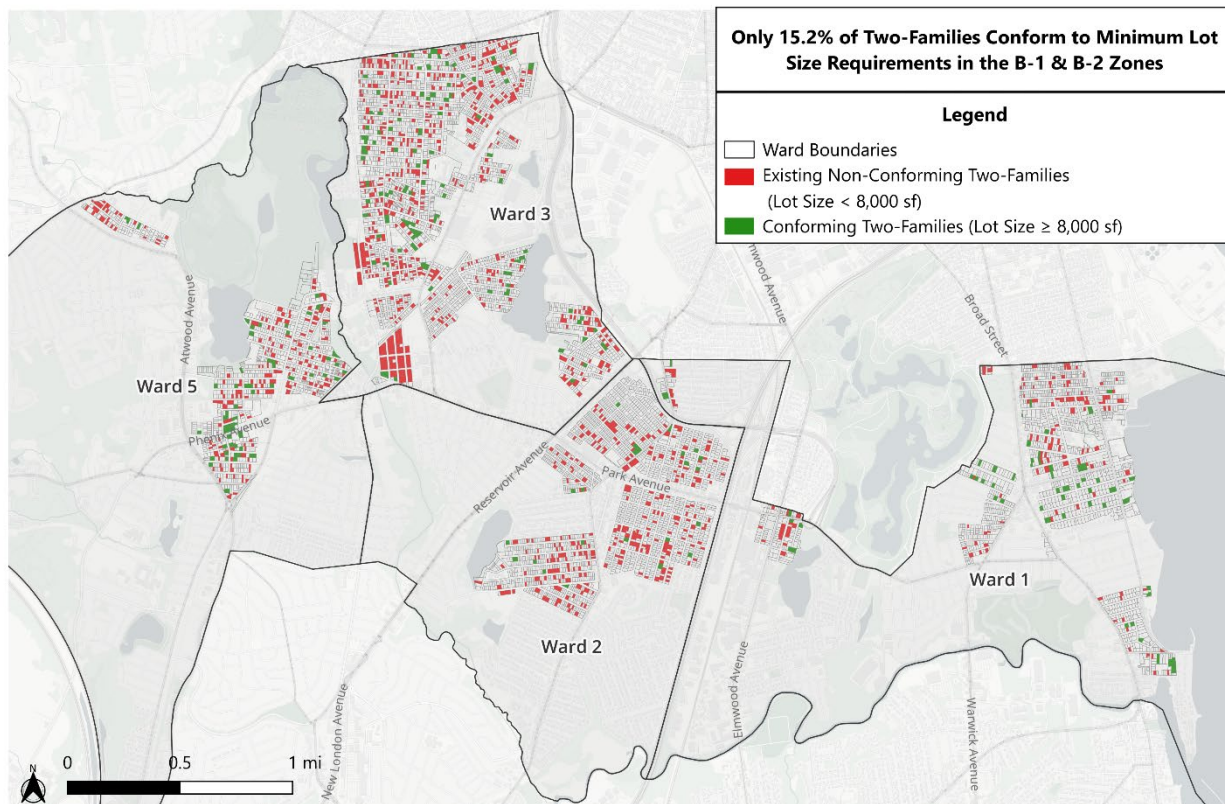 Only 15.2% of Two-Families Conform to Minimum Lot
Size Requirements in the B-1 & B-2 Zones
Legend
Ward Boundaries
Existing Non-Conforming Two-Families
(Lot Size < 8,000 sf)
Conforming Two-Families (Lot Size ≥ 8,000 sf)
Ward 3
Atwood Avenue
Broad Street
Ward 5
Avenue
Reservoir Avenue
Park Avenue
Ward 1
Ward 2
Elmwood Avenue
Warwick Avenue
New London Avenue
N
0 0.5 1 mi